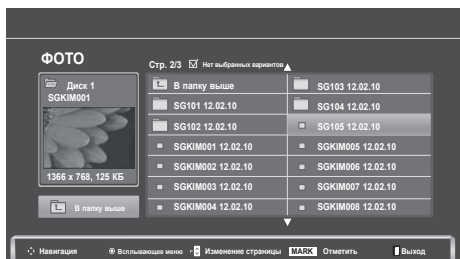 ФОТО
Стр. 2/3 Нет выбранных вариантов
Диск 1
SGKIM001
1366 x 768, 125 КБ
В папку выше
В папку выше
SG101 12.02.10
SG102 12.02.10
SGKIM001 12.02.10
SGKIM002 12.02.10
SGKIM003 12.02.10
SGKIM004 12.02.10
SG103 12.02.10
SG104 12.02.10
SG105 12.02.10
SGKIM005 12.02.10
SGKIM006 12.02.10
SGKIM007 12.02.10
SGKIM008 12.02.10
Навигация Всплывающее меню P Изменение страницы MARK Отметить Выход